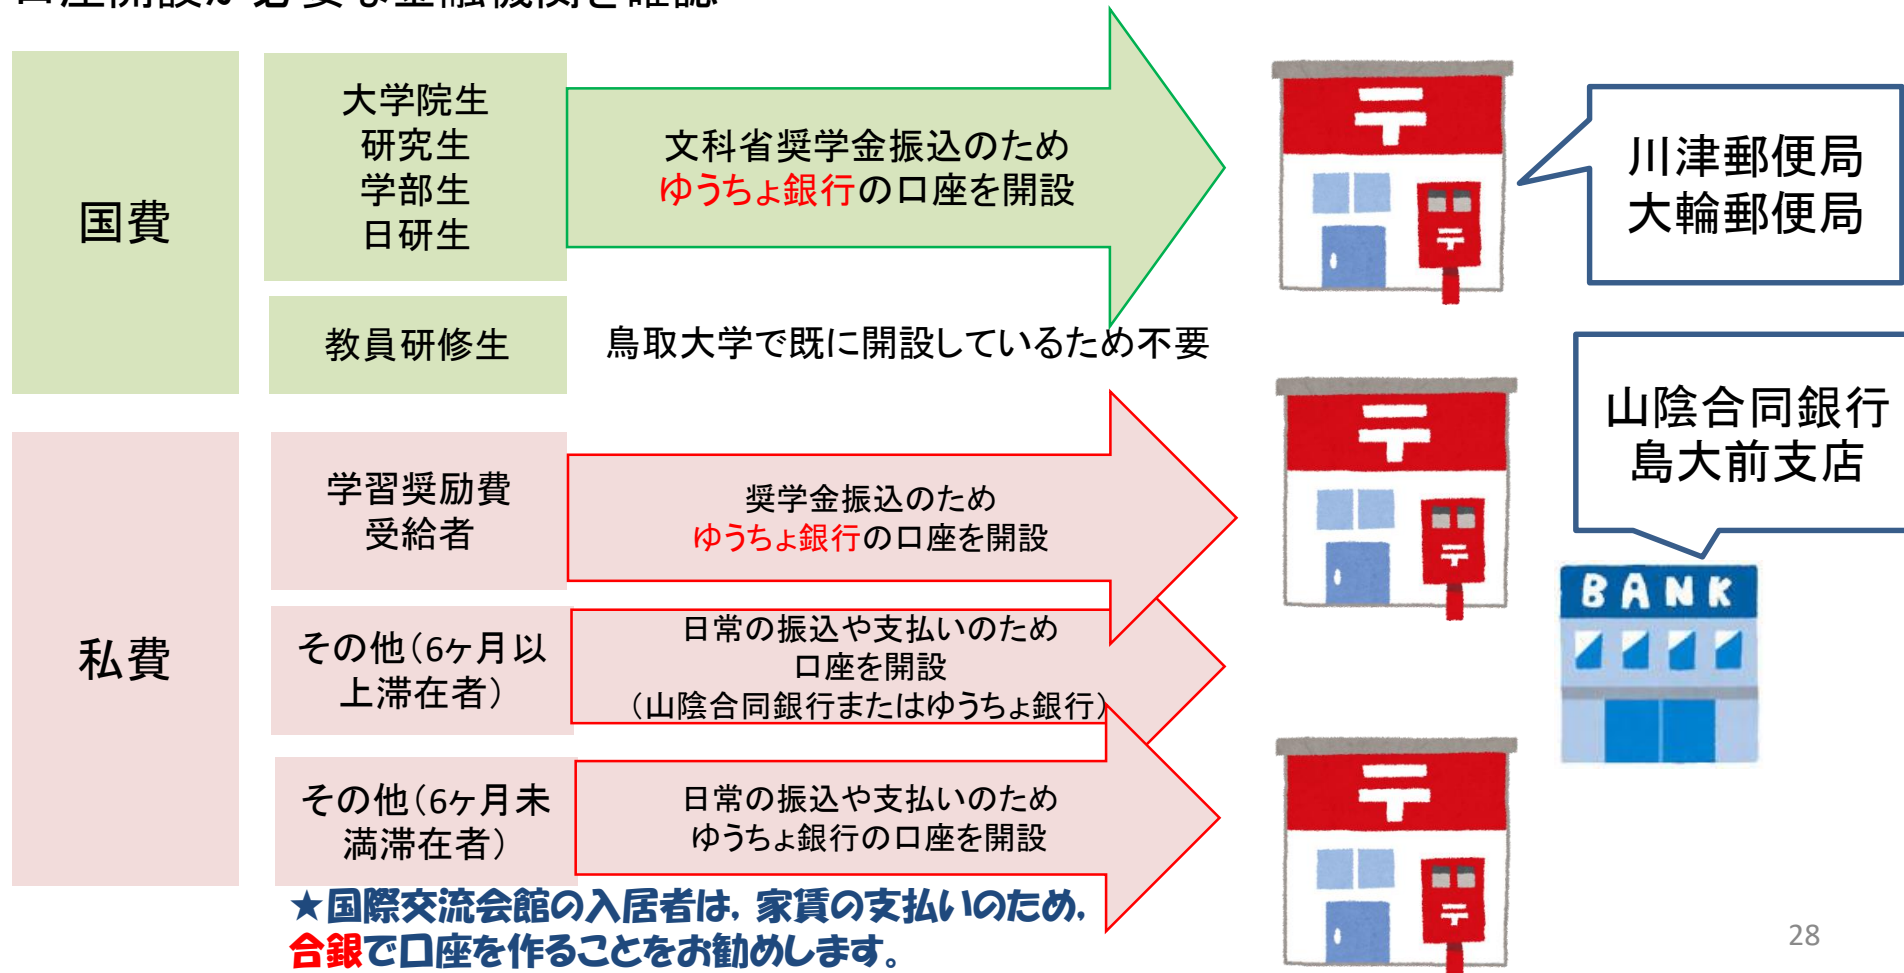 国費
大学院生
研究生
学部生
日研生
文科省奨学金振込のため
ゆうちょ銀行の口座を開設
川津郵便局
大輪郵便局
教員研修生
鳥取大学で既に開設しているため不要
山陰合同銀行
島大前支店
私費
学習奨励費
受給者
奨学金振込のため
ゆうちょ銀行の口座を開設
BANK
その他(6ヶ月以
上滞在者)
日常の振込や支払いのため
口座を開設
(山陰合同銀行またはゆうちょ銀行)
その他(6ヶ月未
満滞在者)
日常の振込や支払いのため
ゆうちょ銀行の口座を開設
★国際交流会館の入居者は,家賃の支払いのため,
合銀で口座を作ることをお勧めします。
28